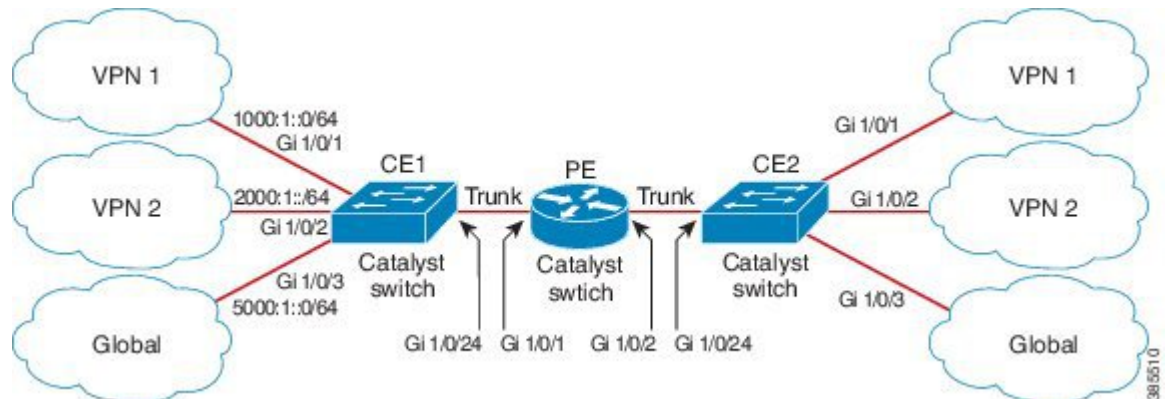 VPN 1
VPN 1
1000:1::0/64
Gi 1/0/1
Gi 1/0/1
CE1
PE
CE2
Trunk
Trunk
VPN 2
2000:1::/64
Gi 1/0/2
Gi 1/0/2
VPN 2
Gi 1/0/3
5000:1::0/64
Catalyst
switch
Catalyst
swtich
Catalyst
switch
Gi 1/0/3
Global
Gi 1/0/24
Gi 1/0/1
Gi 1/0/2
Gi 1/0/24
Global
385510